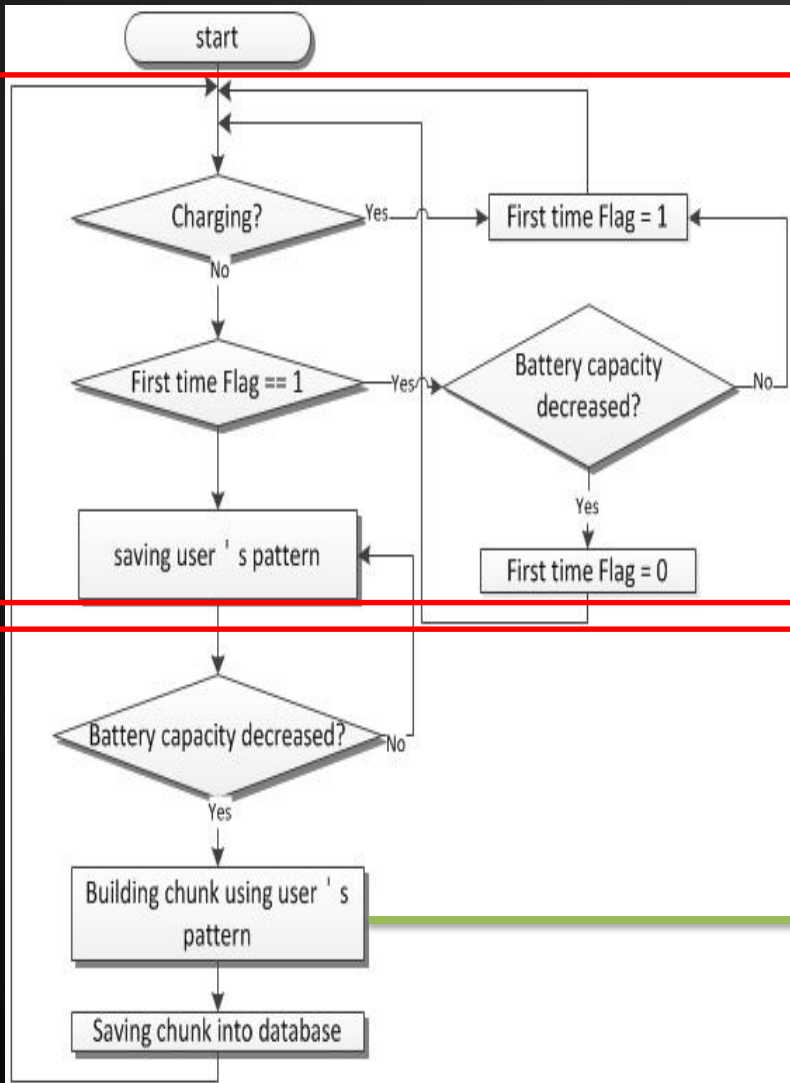 start
Charging?
Yes
First time Flag = 1
No
First time Flag == 1
Yes
Battery capacity
decreased?
No
Yes
saving user ' s pattern
First time Flag = 0
Battery capacity decreased?
No
Yes
Building chunk using user ' s
pattern
Saving chunk into database